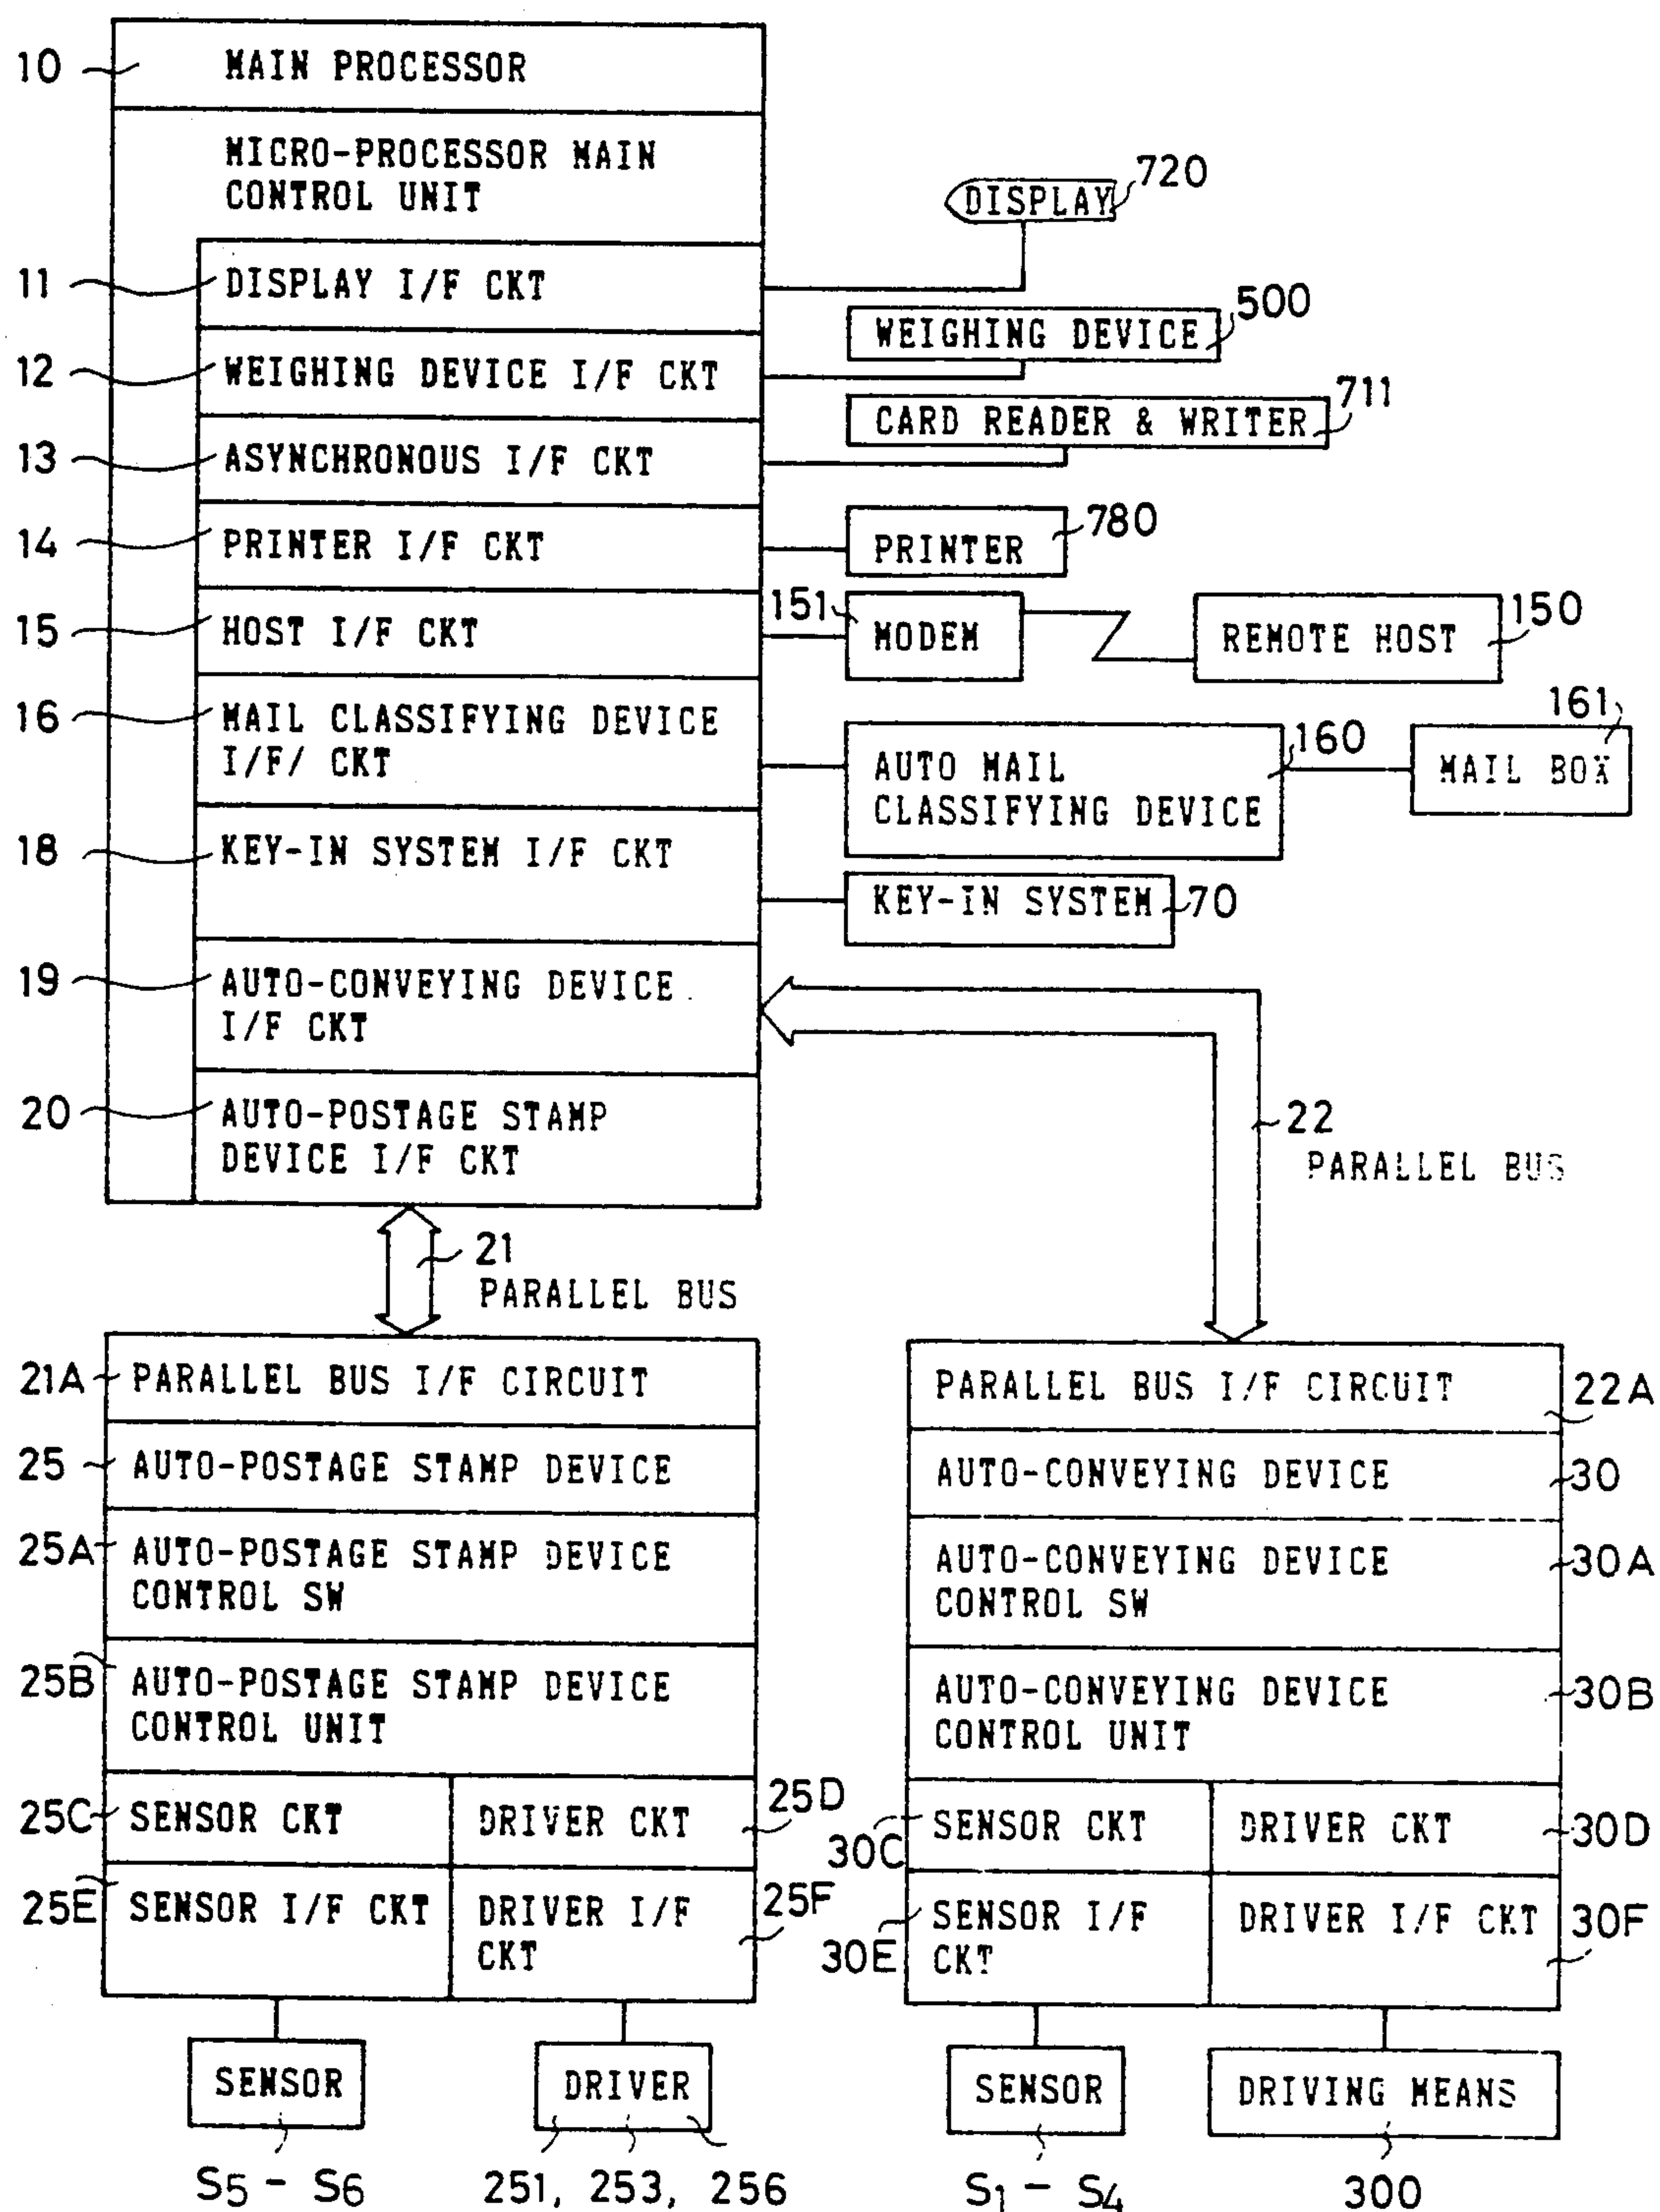 10 MAIN PROCESSOR
MICRO-PROCESSOR MAIN
CONTROL UNIT
DISPLAY 720
11 DISPLAY I/F CKT
WEIGHING DEVICE 500
12 WEIGHING DEVICE I/F CKT
CARD READER & WRITER 711
13 ASYNCHRONOUS I/F CKT
14 PRINTER I/F CKT
PRINTER 780
15 HOST I/F CKT
151 MODEM
REMOTE HOST 150
16 MAIL CLASSIFYING DEVICE
I/F/ CKT
AUTO MAIL
CLASSIFYING DEVICE
160
161
MAIL BOX
18 KEY-IN SYSTEM I/F CKT
KEY-IN SYSTEM 70
19 AUTO-CONVEYING DEVICE
I/F CKT
20 AUTO-POSTAGE STAMP
DEVICE I/F CKT
22
PARALLEL BUS
21
PARALLEL BUS
21A PARALLEL BUS I/F CIRCUIT
25 AUTO-POSTAGE STAMP DEVICE
25A AUTO-POSTAGE STAMP DEVICE
CONTROL SW
25B AUTO-POSTAGE STAMP DEVICE
CONTROL UNIT
25C SENSOR CKT
DRIVER CKT 25D
25E SENSOR I/F CKT
DRIVER I/F
CKT
25F
SENSOR
S5 - S6
DRIVER
251, 253, 256
PARALLEL BUS I/F CIRCUIT 22A
AUTO-CONVEYING DEVICE 30
AUTO-CONVEYING DEVICE
CONTROL SW
30A
AUTO-CONVEYING DEVICE
CONTROL UNIT
30B
30C SENSOR CKT
DRIVER CKT 30D
30E SENSOR I/F
CKT
DRIVER I/F CKT 30F
SENSOR
S1 - S4
DRIVING MEANS
300